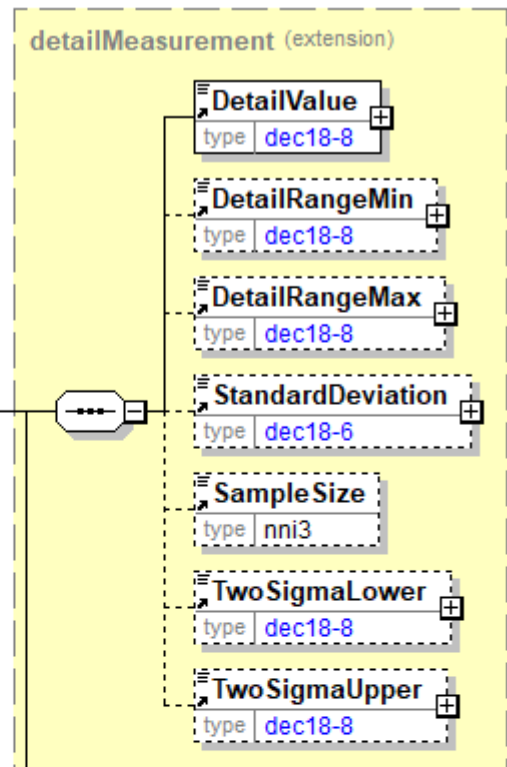 detailMeasurement (extension)
DetailValue
type dec18-8
DetailRangeMin
type dec18-8
DetailRangeMax
type dec18-8
StandardDeviation
type dec18-6
SampleSize
type nni3
TwoSigmaLower
type dec18-8
TwoSigmaUpper
type dec18-8